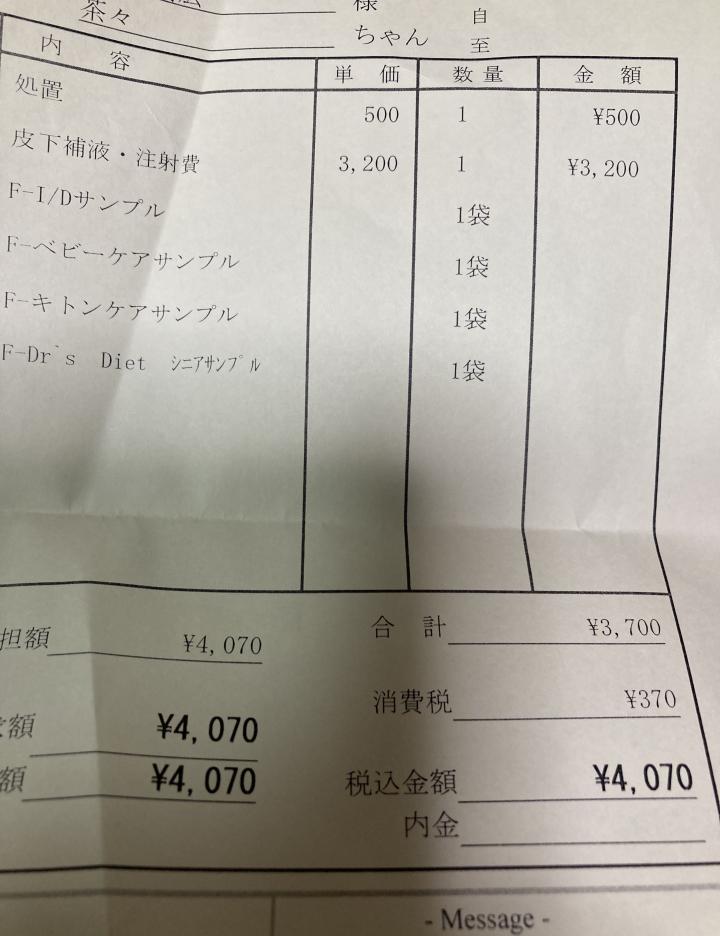 様
茶々 ちゃん
自
至
内 容 単 価 数 量 金 額
処置 500 1 ¥500
皮下補液・注射費 3,200 1 ¥3,200
F-I/Dサンプル 1袋
F-ベビーケアサンプル 1袋
F-キトンケアサンプル 1袋
F-Dr`s Diet ｼﾆｱｻﾝﾌﾟﾙ 1袋
担額 ¥4,070 合 計 ¥3,700
消費税 ¥370
額 ¥4,070
額 ¥4,070 税込金額 ¥4,070
内金
- Message -